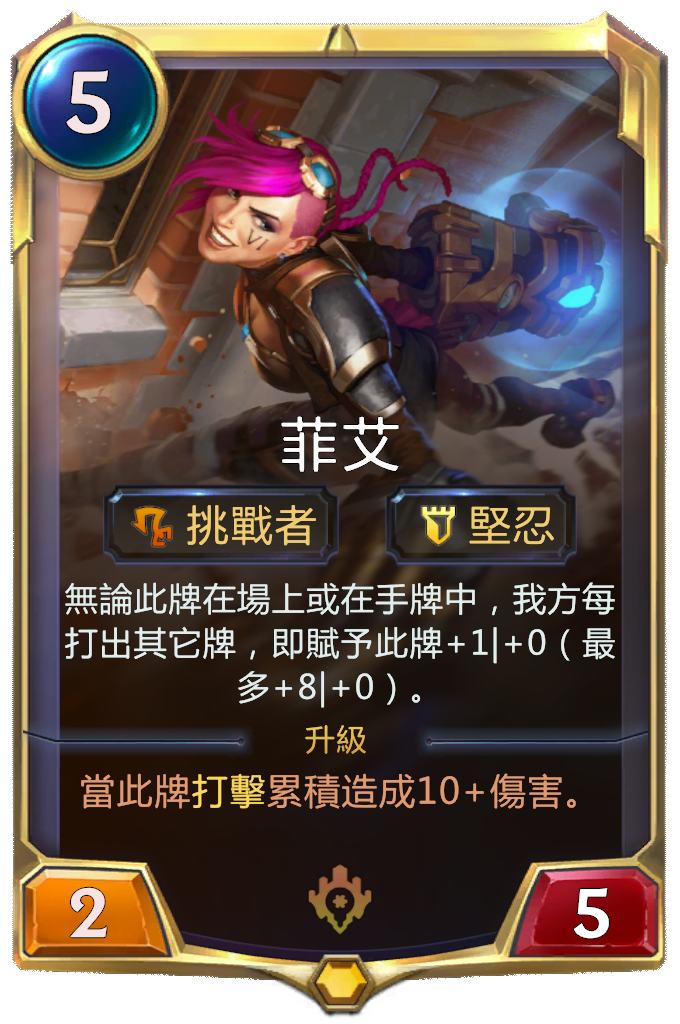 5
VI
菲艾
挑戰者
堅忍
無論此牌在場上或在手牌中，我方每
打出其它牌，即賦予此牌+1|+0（最
多+8|+0）。
升級
當此牌打擊累積造成10+傷害。
2
5